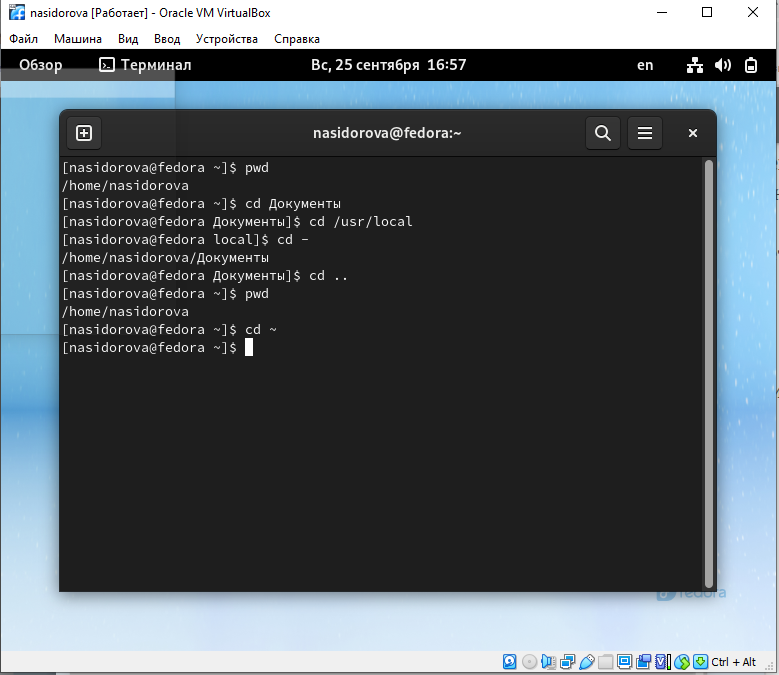 nasidorova [Работает] - Oracle VM VirtualBox
Файл Машина Вид Ввод Устройства Справка
Обзор Терминал Вс, 25 сентября 16:57 en
nasidorova@fedora:~
[nasidorova@fedora ~]$ pwd
/home/nasidorova
[nasidorova@fedora ~]$ cd Документы
[nasidorova@fedora Документы]$ cd /usr/local
[nasidorova@fedora local]$ cd -
/home/nasidorova/Документы
[nasidorova@fedora Документы]$ cd ..
[nasidorova@fedora ~]$ pwd
/home/nasidorova
[nasidorova@fedora ~]$ cd ~
[nasidorova@fedora ~]$
fedora
Ctrl + Alt